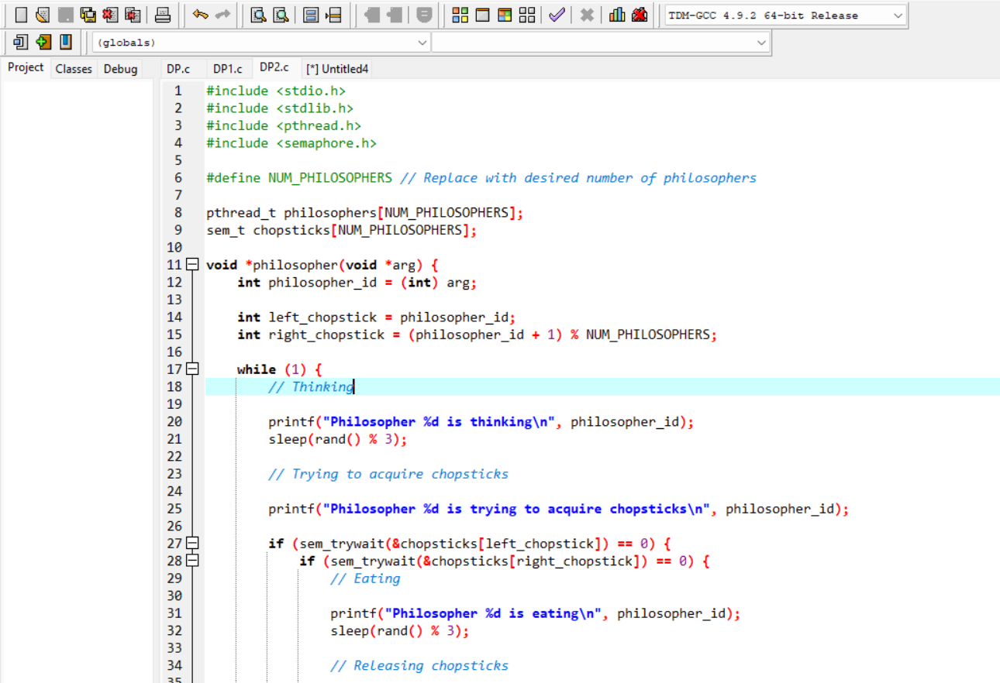 TDM-GCC 4.9.2 64-bit Release
(globals)
Project Classes Debug DP.c DP1.c DP2.c [*] Untitled4
1 #include <stdio.h>
2 #include <stdlib.h>
3 #include <pthread.h>
4 #include <semaphore.h>
5
6 #define NUM_PHILOSOPHERS // Replace with desired number of philosophers
7
8 pthread_t philosophers[NUM_PHILOSOPHERS];
9 sem_t chopsticks[NUM_PHILOSOPHERS];
10
11 void *philosopher(void *arg) {
12 int philosopher_id = (int) arg;
13
14 int left_chopstick = philosopher_id;
15 int right_chopstick = (philosopher_id + 1) % NUM_PHILOSOPHERS;
16
17 while (1) {
18 // Thinking
19
20 printf("Philosopher %d is thinking\n", philosopher_id);
21 sleep(rand() % 3);
22
23 // Trying to acquire chopsticks
24
25 printf("Philosopher %d is trying to acquire chopsticks\n", philosopher_id);
26
27 if (sem_trywait(&chopsticks[left_chopstick]) == 0) {
28 if (sem_trywait(&chopsticks[right_chopstick]) == 0) {
29 // Eating
30
31 printf("Philosopher %d is eating\n", philosopher_id);
32 sleep(rand() % 3);
33
34 // Releasing chopsticks
35